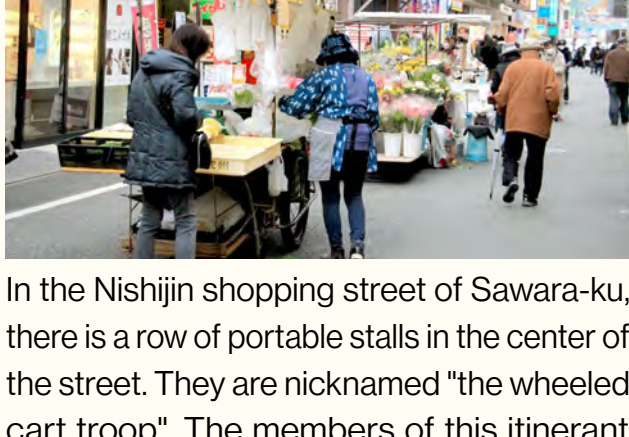 In the Nishijin shopping street of Sawara-ku,
there is a row of portable stalls in the center of
the street. They are nicknamed "the wheeled
cart troop". The members of this itinerant